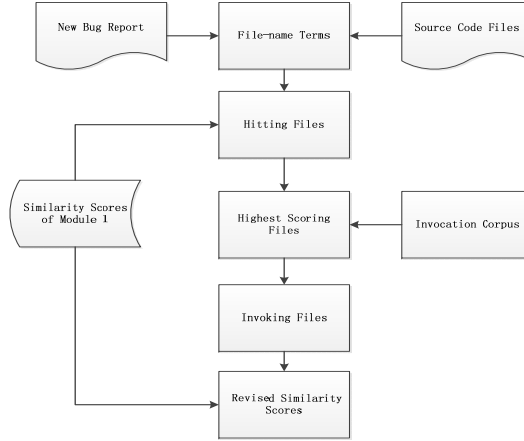 New Bug Report
File-name Terms
Source Code Files
Hitting Files
Similarity Scores
of Module 1
Highest Scoring
Files
Invocation Corpus
Invoking Files
Revised Similarity
Scores